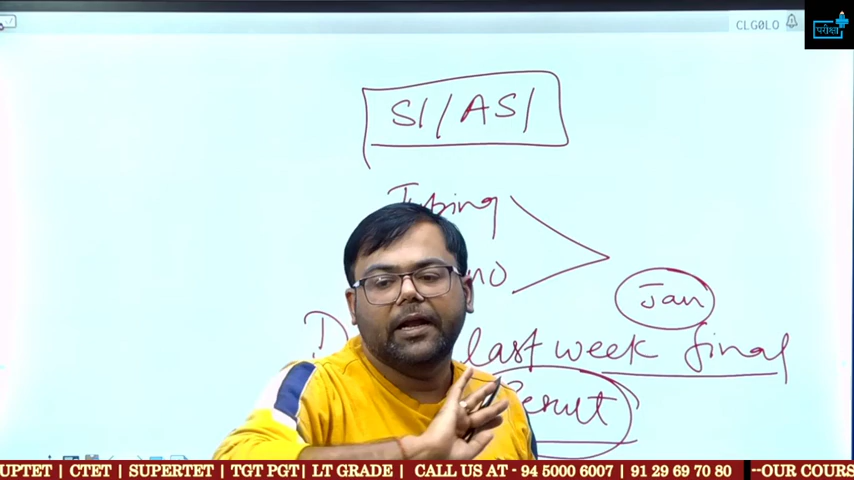 CLG0LO
परीक्षा
SI/ASI
Typing
Jan
last week final
Result
UPTET | CTET | SUPERTET | TGT PGT| LT GRADE | CALL US AT - 94 5000 6007 | 91 29 69 70 80 --OUR COURS